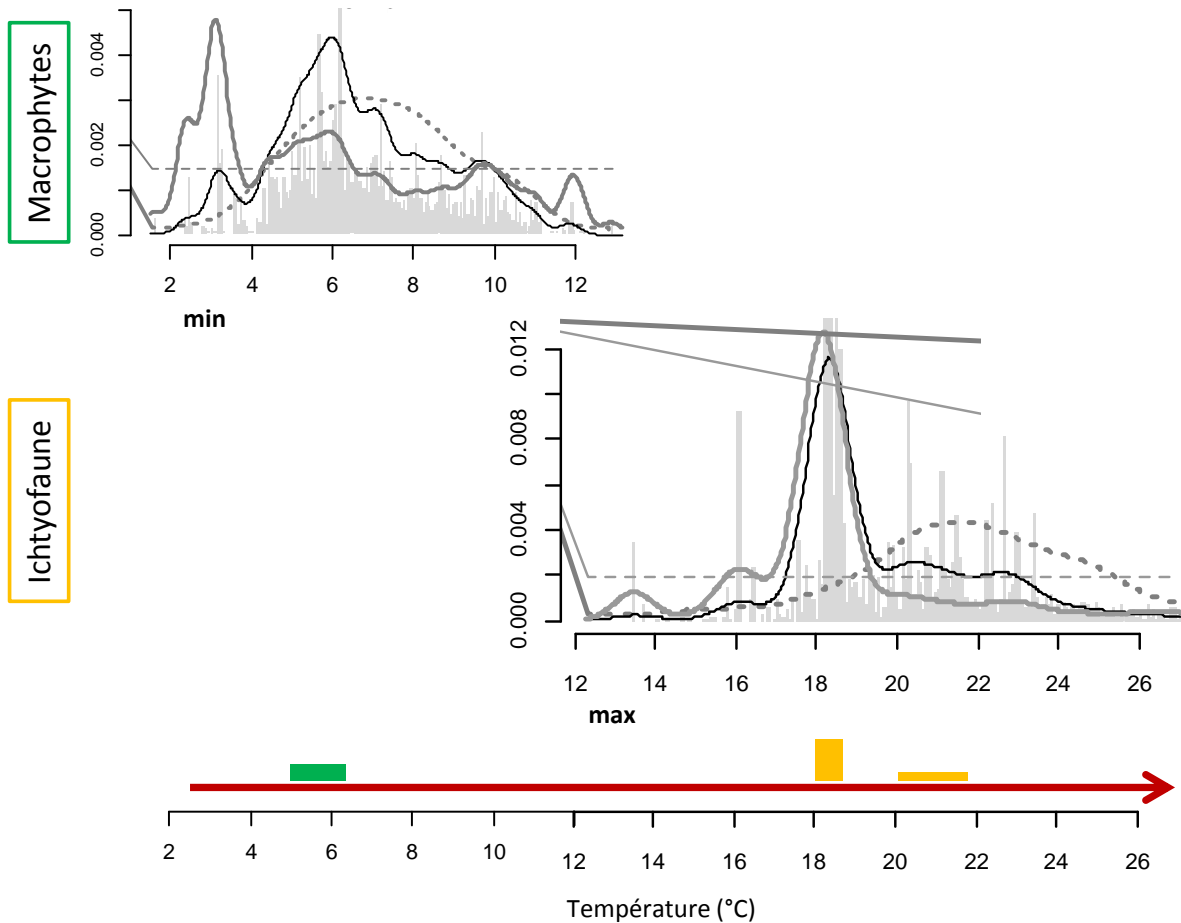 Macrophytes
0.004
0.002
0.000
2 4 6 8 10 12
min
Ichtyofaune
0.012
0.008
0.004
0.000
12 14 16 18 20 22 24 26
max
2 4 6 8 10 12 14 16 18 20 22 24 26
Température (°C)